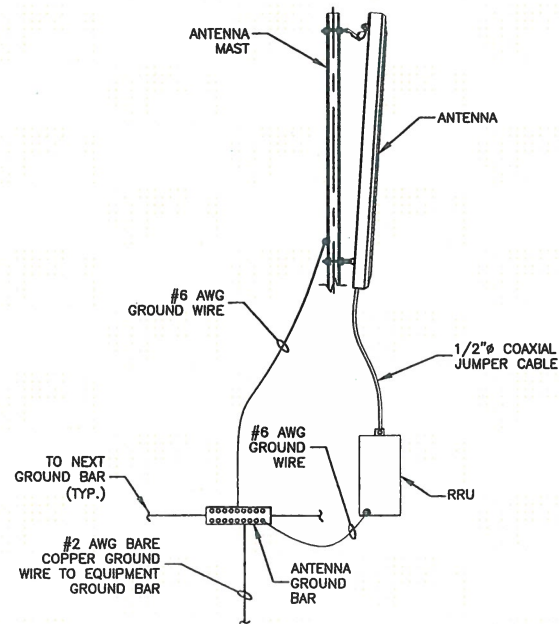 ANTENNA
MAST
ANTENNA
#6 AWG
GROUND WIRE
1/2"ø COAXIAL
JUMPER CABLE
#6 AWG
GROUND
WIRE
TO NEXT
GROUND BAR
(TYP.)
RRU
#2 AWG BARE
COPPER GROUND
WIRE TO EQUIPMENT
GROUND BAR
ANTENNA
GROUND
BAR